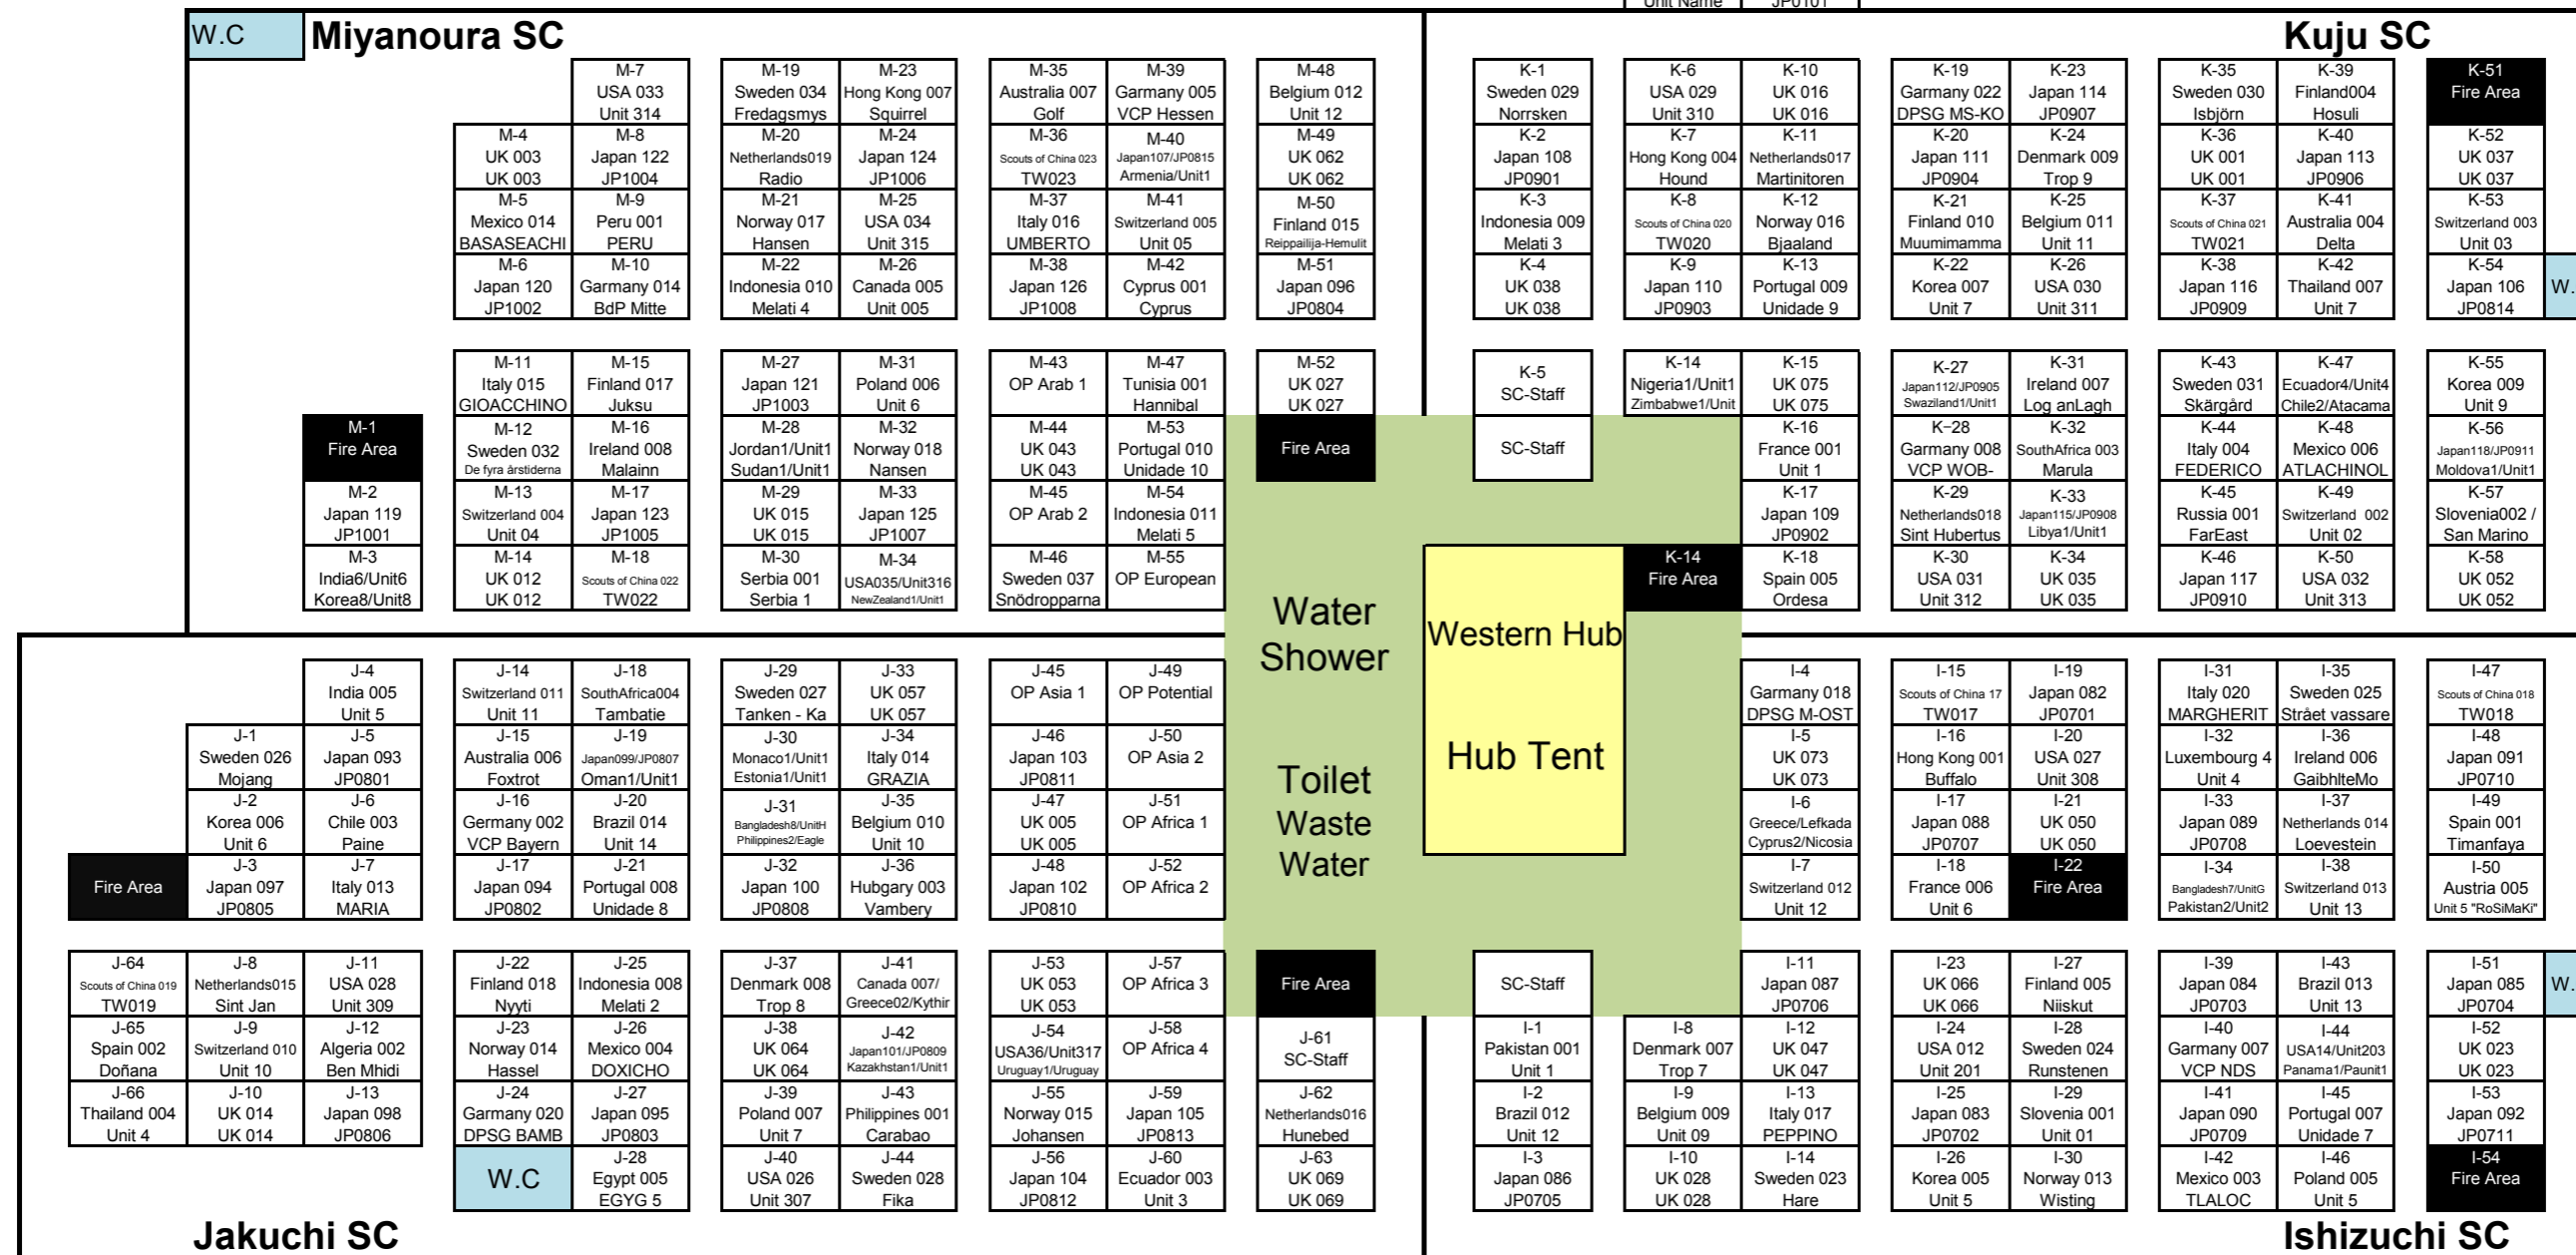 Unit Name JP0101
W.C Miyanoura SC
Kuju SC
M-7
USA 033
Unit 314
M-19
Sweden 034
Fredagsmys
M-23
Hong Kong 007
Squirrel
M-35
Australia 007
Golf
M-39
Garmany 005
VCP Hessen
M-48
Belgium 012
Unit 12
M-4
UK 003
UK 003
M-8
Japan 122
JP1004
M-20
Netherlands019
Radio
M-24
Japan 124
JP1006
M-36
Scouts of China 023
TW023
M-40
Japan107/JP0815
Armenia/Unit1
M-49
UK 062
UK 062
M-5
Mexico 014
BASASEACHI
M-9
Peru 001
PERU
M-21
Norway 017
Hansen
M-25
USA 034
Unit 315
M-37
Italy 016
UMBERTO
M-41
Switzerland 005
Unit 05
M-50
Finland 015
Reippailija-Hemulit
M-6
Japan 120
JP1002
M-10
Garmany 014
BdP Mitte
M-22
Indonesia 010
Melati 4
M-26
Canada 005
Unit 005
M-38
Japan 126
JP1008
M-42
Cyprus 001
Cyprus
M-51
Japan 096
JP0804
M-11
Italy 015
GIOACCHINO
M-15
Finland 017
Juksu
M-27
Japan 121
JP1003
M-31
Poland 006
Unit 6
M-43
OP Arab 1
M-47
Tunisia 001
Hannibal
M-52
UK 027
UK 027
M-1
Fire Area
M-12
Sweden 032
De fyra årstiderna
M-16
Ireland 008
Malainn
M-28
Jordan1/Unit1
Sudan1/Unit1
M-32
Norway 018
Nansen
M-44
UK 043
UK 043
M-53
Portugal 010
Unidade 10
Fire Area
M-2
Japan 119
JP1001
M-13
Switzerland 004
Unit 04
M-17
Japan 123
JP1005
M-29
UK 015
UK 015
M-33
Japan 125
JP1007
M-45
OP Arab 2
M-54
Indonesia 011
Melati 5
M-3
India6/Unit6
Korea8/Unit8
M-14
UK 012
UK 012
M-18
Scouts of China 022
TW022
M-30
Serbia 001
Serbia 1
M-34
USA035/Unit316
NewZealand1/Unit1
M-46
Sweden 037
Snödropparna
M-55
OP European
K-1
Sweden 029
Norrsken
K-6
USA 029
Unit 310
K-10
UK 016
UK 016
K-19
Garmany 022
DPSG MS-KO
K-23
Japan 114
JP0907
K-35
Sweden 030
Isbjörn
K-39
Finland004
Hosuli
K-51
Fire Area
K-2
Japan 108
JP0901
K-7
Hong Kong 004
Hound
K-11
Netherlands017
Martinitoren
K-20
Japan 111
JP0904
K-24
Denmark 009
Trop 9
K-36
UK 001
UK 001
K-40
Japan 113
JP0906
K-52
UK 037
UK 037
K-3
Indonesia 009
Melati 3
K-8
Scouts of China 020
TW020
K-12
Norway 016
Bjaaland
K-21
Finland 010
Muumimamma
K-25
Belgium 011
Unit 11
K-37
Scouts of China 021
TW021
K-41
Australia 004
Delta
K-53
Switzerland 003
Unit 03
K-4
UK 038
UK 038
K-9
Japan 110
JP0903
K-13
Portugal 009
Unidade 9
K-22
Korea 007
Unit 7
K-26
USA 030
Unit 311
K-38
Japan 116
JP0909
K-42
Thailand 007
Unit 7
K-54
Japan 106
JP0814
W.
K-5
SC-Staff
K-14
Nigeria1/Unit1
Zimbabwe1/Unit
K-15
UK 075
UK 075
K-27
Japan112/JP0905
Swaziland1/Unit1
K-31
Ireland 007
Log anLagh
K-43
Sweden 031
Skärgård
K-47
Ecuador4/Unit4
Chile2/Atacama
K-55
Korea 009
Unit 9
SC-Staff
K-16
France 001
Unit 1
K-28
Garmany 008
VCP WOB-
K-32
SouthAfrica 003
Marula
K-44
Italy 004
FEDERICO
K-48
Mexico 006
ATLACHINOL
K-56
Japan118/JP0911
Moldova1/Unit1
K-17
Japan 109
JP0902
K-29
Netherlands018
Sint Hubertus
K-33
Japan115/JP0908
Libya1/Unit1
K-45
Russia 001
FarEast
K-49
Switzerland 002
Unit 02
K-57
Slovenia002 /
San Marino
K-14
Fire Area
K-18
Spain 005
Ordesa
K-30
USA 031
Unit 312
K-34
UK 035
UK 035
K-46
Japan 117
JP0910
K-50
USA 032
Unit 313
K-58
UK 052
UK 052
Water
Shower
Toilet
Waste
Water
Western Hub
Hub Tent
J-4
India 005
Unit 5
J-14
Switzerland 011
Unit 11
J-18
SouthAfrica004
Tambatie
J-29
Sweden 027
Tanken - Ka
J-33
UK 057
UK 057
J-45
OP Asia 1
J-49
OP Potential
J-1
Sweden 026
Mojang
J-5
Japan 093
JP0801
J-15
Australia 006
Foxtrot
J-19
Japan099/JP0807
Oman1/Unit1
J-30
Monaco1/Unit1
Estonia1/Unit1
J-34
Italy 014
GRAZIA
J-46
Japan 103
JP0811
J-50
OP Asia 2
J-2
Korea 006
Unit 6
J-6
Chile 003
Paine
J-16
Germany 002
VCP Bayern
J-20
Brazil 014
Unit 14
J-31
Bangladesh8/UnitH
Philippines2/Eagle
J-35
Belgium 010
Unit 10
J-47
UK 005
UK 005
J-51
OP Africa 1
Fire Area
J-3
Japan 097
JP0805
J-7
Italy 013
MARIA
J-17
Japan 094
JP0802
J-21
Portugal 008
Unidade 8
J-32
Japan 100
JP0808
J-36
Hubgary 003
Vambery
J-48
Japan 102
JP0810
J-52
OP Africa 2
J-64
Scouts of China 019
TW019
J-8
Netherlands015
Sint Jan
J-11
USA 028
Unit 309
J-22
Finland 018
Nyyti
J-25
Indonesia 008
Melati 2
J-37
Denmark 008
Trop 8
J-41
Canada 007/
Greece02/Kythir
J-53
UK 053
UK 053
J-57
OP Africa 3
Fire Area
J-65
Spain 002
Doñana
J-9
Switzerland 010
Unit 10
J-12
Algeria 002
Ben Mhidi
J-23
Norway 014
Hassel
J-26
Mexico 004
DOXICHO
J-38
UK 064
UK 064
J-42
Japan101/JP0809
Kazakhstan1/Unit1
J-54
USA36/Unit317
Uruguay1/Uruguay
J-58
OP Africa 4
J-61
SC-Staff
J-66
Thailand 004
Unit 4
J-10
UK 014
UK 014
J-13
Japan 098
JP0806
J-24
Garmany 020
DPSG BAMB
J-27
Japan 095
JP0803
J-39
Poland 007
Unit 7
J-43
Philippines 001
Carabao
J-55
Norway 015
Johansen
J-59
Japan 105
JP0813
J-62
Netherlands016
Hunebed
W.C
J-28
Egypt 005
EGYG 5
J-40
USA 026
Unit 307
J-44
Sweden 028
Fika
J-56
Japan 104
JP0812
J-60
Ecuador 003
Unit 3
J-63
UK 069
UK 069
I-4
Garmany 018
DPSG M-OST
I-15
Scouts of China 17
TW017
I-19
Japan 082
JP0701
I-31
Italy 020
MARGHERIT
I-35
Sweden 025
Strået vassare
I-47
Scouts of China 018
TW018
I-5
UK 073
UK 073
I-16
Hong Kong 001
Buffalo
I-20
USA 027
Unit 308
I-32
Luxembourg 4
Unit 4
I-36
Ireland 006
GaibhlteMo
I-48
Japan 091
JP0710
I-6
Greece/Lefkada
Cyprus2/Nicosia
I-17
Japan 088
JP0707
I-21
UK 050
UK 050
I-33
Japan 089
JP0708
I-37
Netherlands 014
Loevestein
I-49
Spain 001
Timanfaya
I-7
Switzerland 012
Unit 12
I-18
France 006
Unit 6
I-22
Fire Area
I-34
Bangladesh7/UnitG
Pakistan2/Unit2
I-38
Switzerland 013
Unit 13
I-50
Austria 005
Unit 5 "RoSiMaKi"
SC-Staff
I-11
Japan 087
JP0706
I-23
UK 066
UK 066
I-27
Finland 005
Niiskut
I-39
Japan 084
JP0703
I-43
Brazil 013
Unit 13
I-51
Japan 085
JP0704
W.
I-1
Pakistan 001
Unit 1
I-8
Denmark 007
Trop 7
I-12
UK 047
UK 047
I-24
USA 012
Unit 201
I-28
Sweden 024
Runstenen
I-40
Garmany 007
VCP NDS
I-44
USA14/Unit203
Panama1/Paunit1
I-52
UK 023
UK 023
I-2
Brazil 012
Unit 12
I-9
Belgium 009
Unit 09
I-13
Italy 017
PEPPINO
I-25
Japan 083
JP0702
I-29
Slovenia 001
Unit 01
I-41
Japan 090
JP0709
I-45
Portugal 007
Unidade 7
I-53
Japan 092
JP0711
I-3
Japan 086
JP0705
I-10
UK 028
UK 028
I-14
Sweden 023
Hare
I-26
Korea 005
Unit 5
I-30
Norway 013
Wisting
I-42
Mexico 003
TLALOC
I-46
Poland 005
Unit 5
I-54
Fire Area
Jakuchi SC
Ishizuchi SC